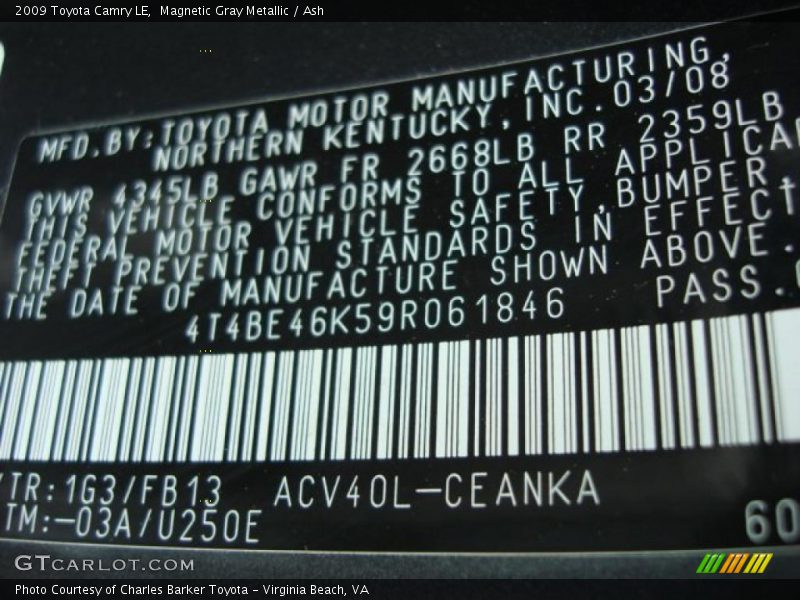 2009 Toyota Camry LE,  Magnetic Gray Metallic / Ash
MFD.BY:TOYOTA MOTOR MANUFACTURING,
NORTHERN KENTUCKY,INC.03/08
GVWR 4345LB GAWR FR 2668LB RR 2359LB
THIS VEHICLE CONFORMS TO ALL
FEDERAL MOTOR VEHICLE SAFETY,BUMPER
THEFT PREVENTION STANDARDS IN EFFECT
THE DATE OF MANUFACTURE SHOWN ABOVE.
4T4BE46K59R061846 PASS.
/TR:1G3/FB13 ACV40L-CEANKA
TM:-03A/U250E
60
GTCARLOT.COM
Photo Courtesy of Charles Barker Toyota - Virginia Beach, VA